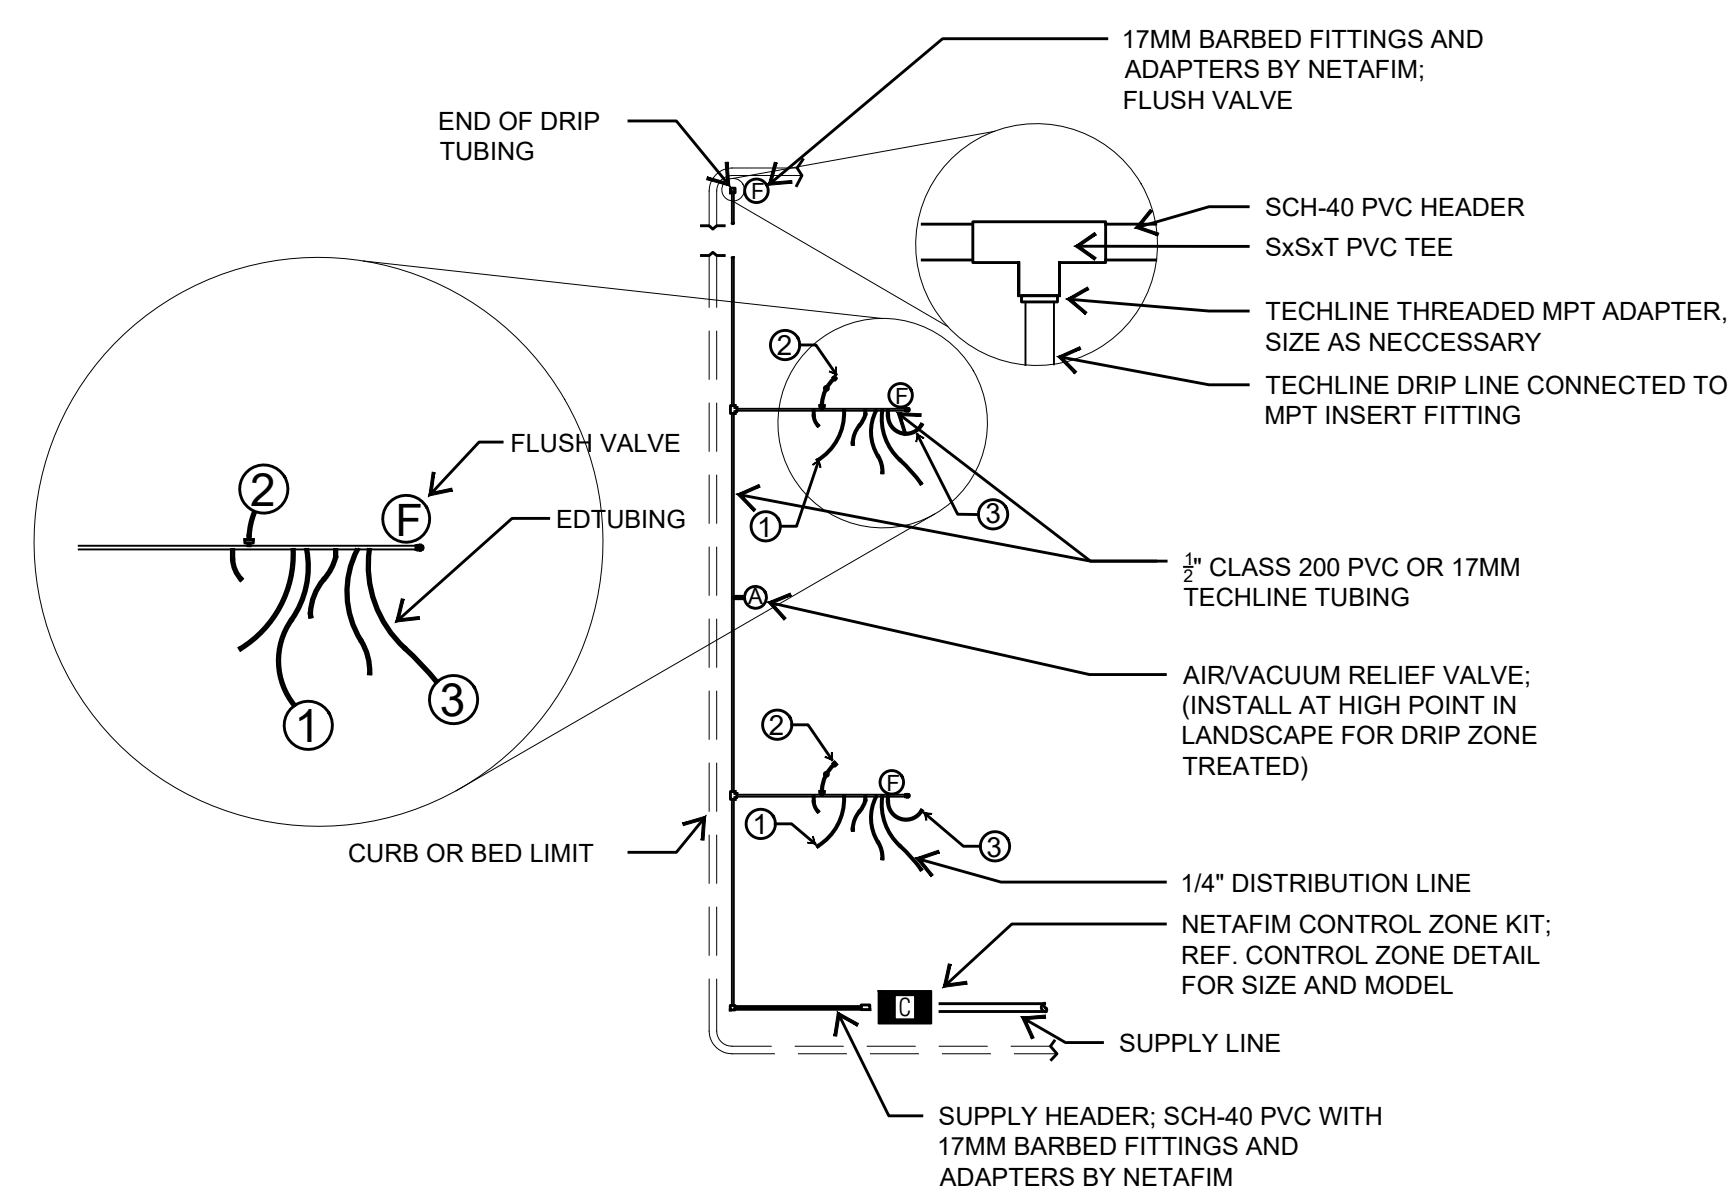 17MM BARBED FITTINGS AND
ADAPTERS BY NETAFIM;
FLUSH VALVE
END OF DRIP
TUBING
F
SCH-40 PVC HEADER
SxSxT PVC TEE
TECHLINE THREADED MPT ADAPTER,
SIZE AS NECCESSARY
TECHLINE DRIP LINE CONNECTED TO
MPT INSERT FITTING
2
F
1
3
FLUSH VALVE
2
F
EDTUBING
1
3
½" CLASS 200 PVC OR 17MM
TECHLINE TUBING
A
AIR/VACUUM RELIEF VALVE;
(INSTALL AT HIGH POINT IN
LANDSCAPE FOR DRIP ZONE
TREATED)
2
F
1
3
CURB OR BED LIMIT
1/4" DISTRIBUTION LINE
NETAFIM CONTROL ZONE KIT;
REF. CONTROL ZONE DETAIL
FOR SIZE AND MODEL
C
SUPPLY LINE
SUPPLY HEADER; SCH-40 PVC WITH
17MM BARBED FITTINGS AND
ADAPTERS BY NETAFIM